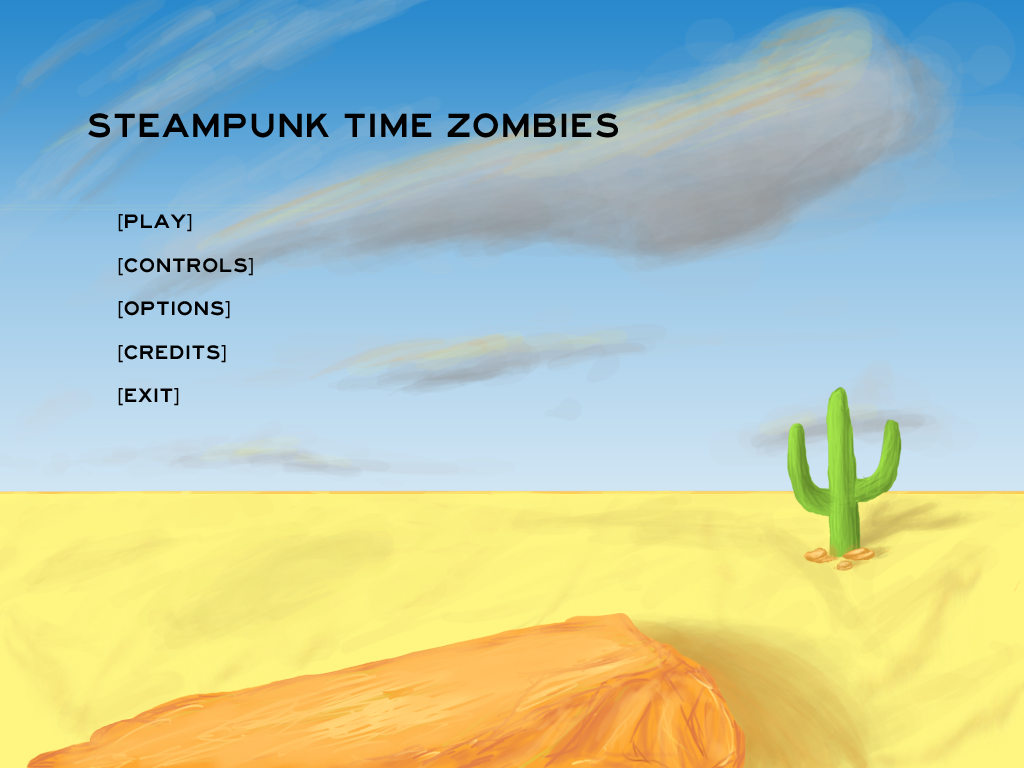 STEAMPUNK TIME ZOMBIES
[PLAY]
[CONTROLS]
[OPTIONS]
[CREDITS]
[EXIT]